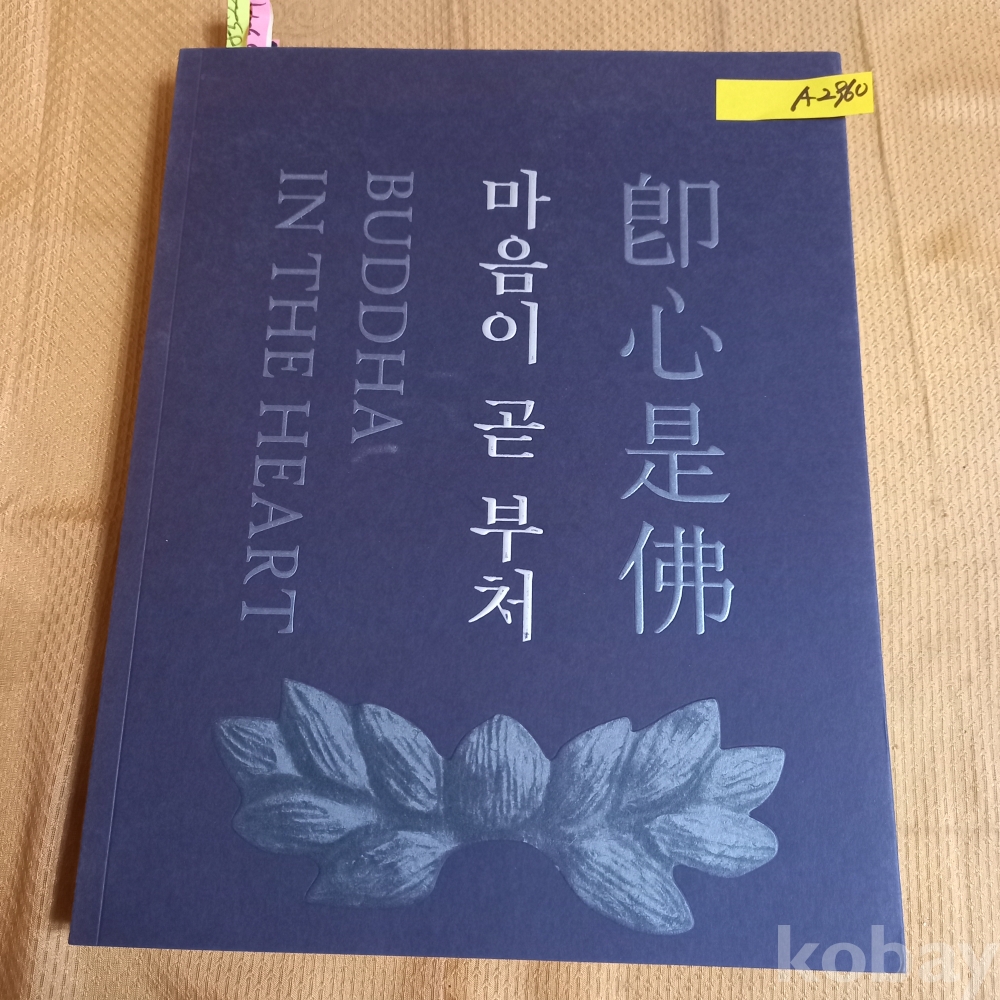 A-2960
卽心是佛
마음이 곧 부처
BUDDHA
IN THE HEART
kobay